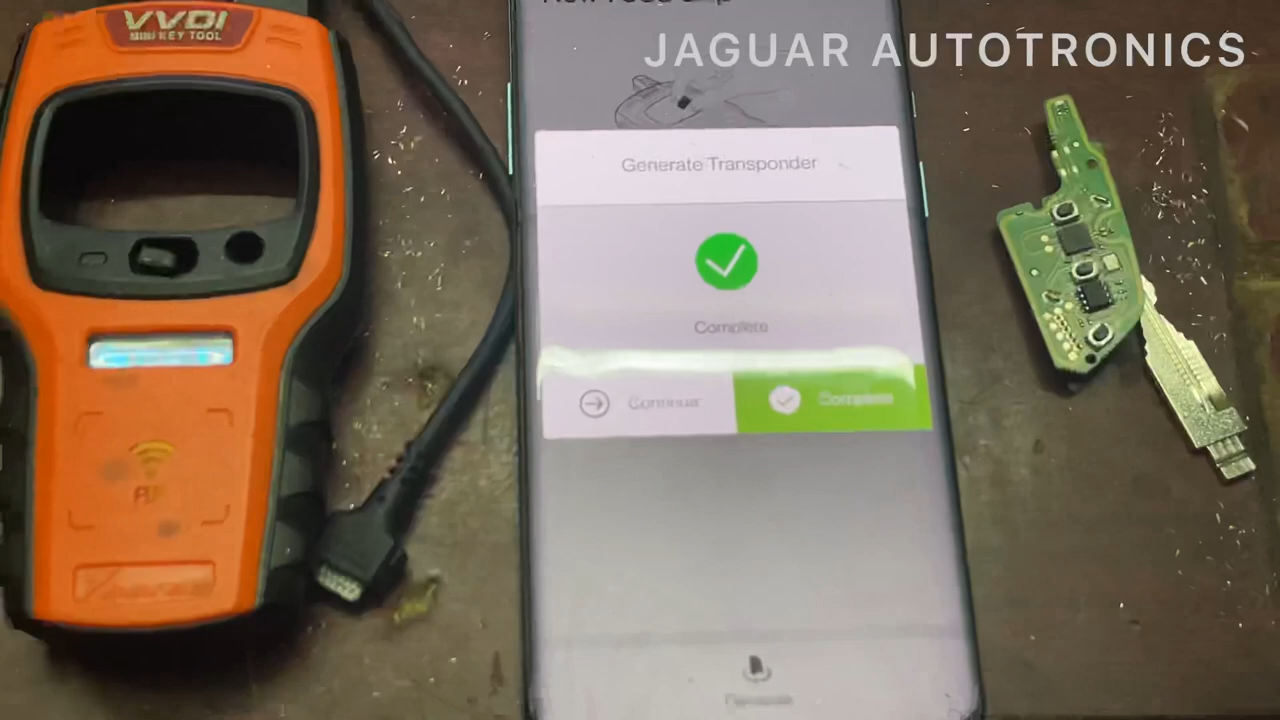 VVDI
MINI KEY TOOL
JAGUAR AUTOTRONICS
Generate Transponder
Complete
Continue
Complete